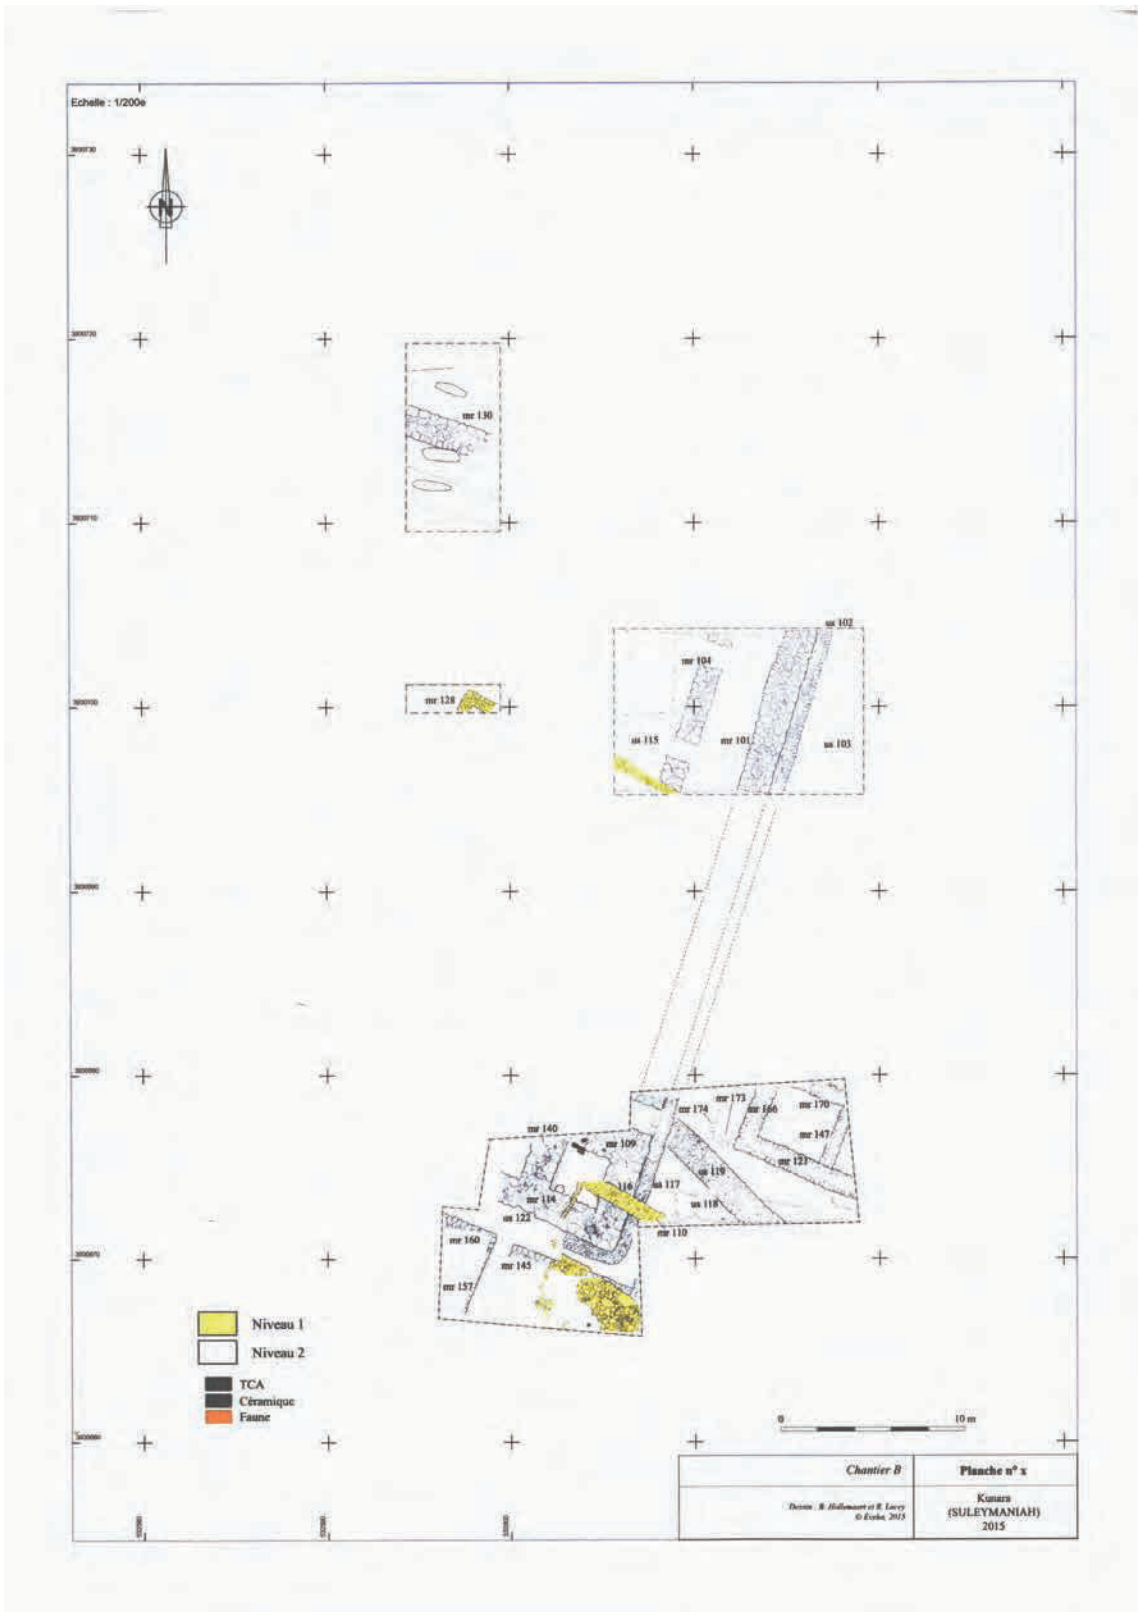 Echelle : 1/200e
N
mr 130
us 102
mr 104
mr 128
us 115
mr 101
us 103
mr 173
mr 170
mr 174
mr 166
mr 140
mr 109
mr 147
mr 121
us 119
116
us 117
mr 114
us 118
us 122
mr 110
mr 160
mr 145
mr 157
Niveau 1
Niveau 2
TCA
Céramique
Faune
0 10 m
Chantier B
Planche n° x
Kunara
(SULEYMANIAH)
2015